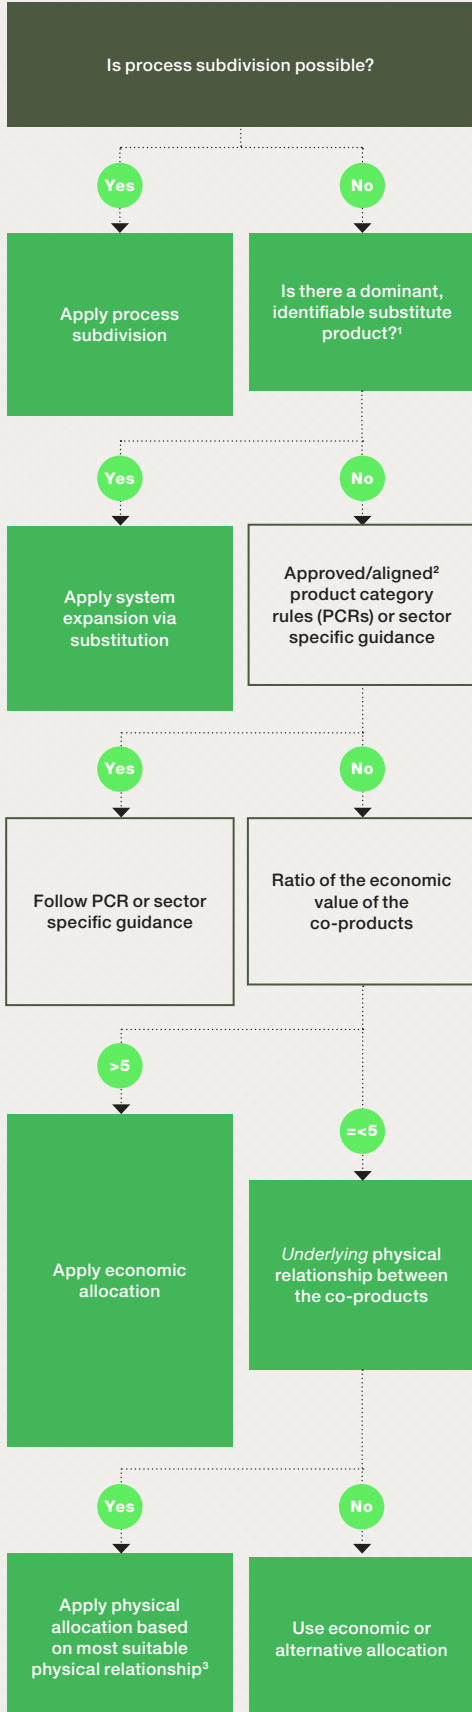 Is process subdivision possible?
Yes
No
Apply process
subdivision
Is there a dominant,
identifiable substitute
product?¹
Yes
No
Apply system
expansion via
substitution
Approved/aligned²
product category
rules (PCRs) or sector
specific guidance
Yes
No
Follow PCR or sector
specific guidance
Ratio of the economic
value of the
co-products
>5
=<5
Apply economic
allocation
Underlying physical
relationship between
the co-products
Yes
No
Apply physical
allocation based
on most suitable
physical relationship³
Use economic or
alternative allocation